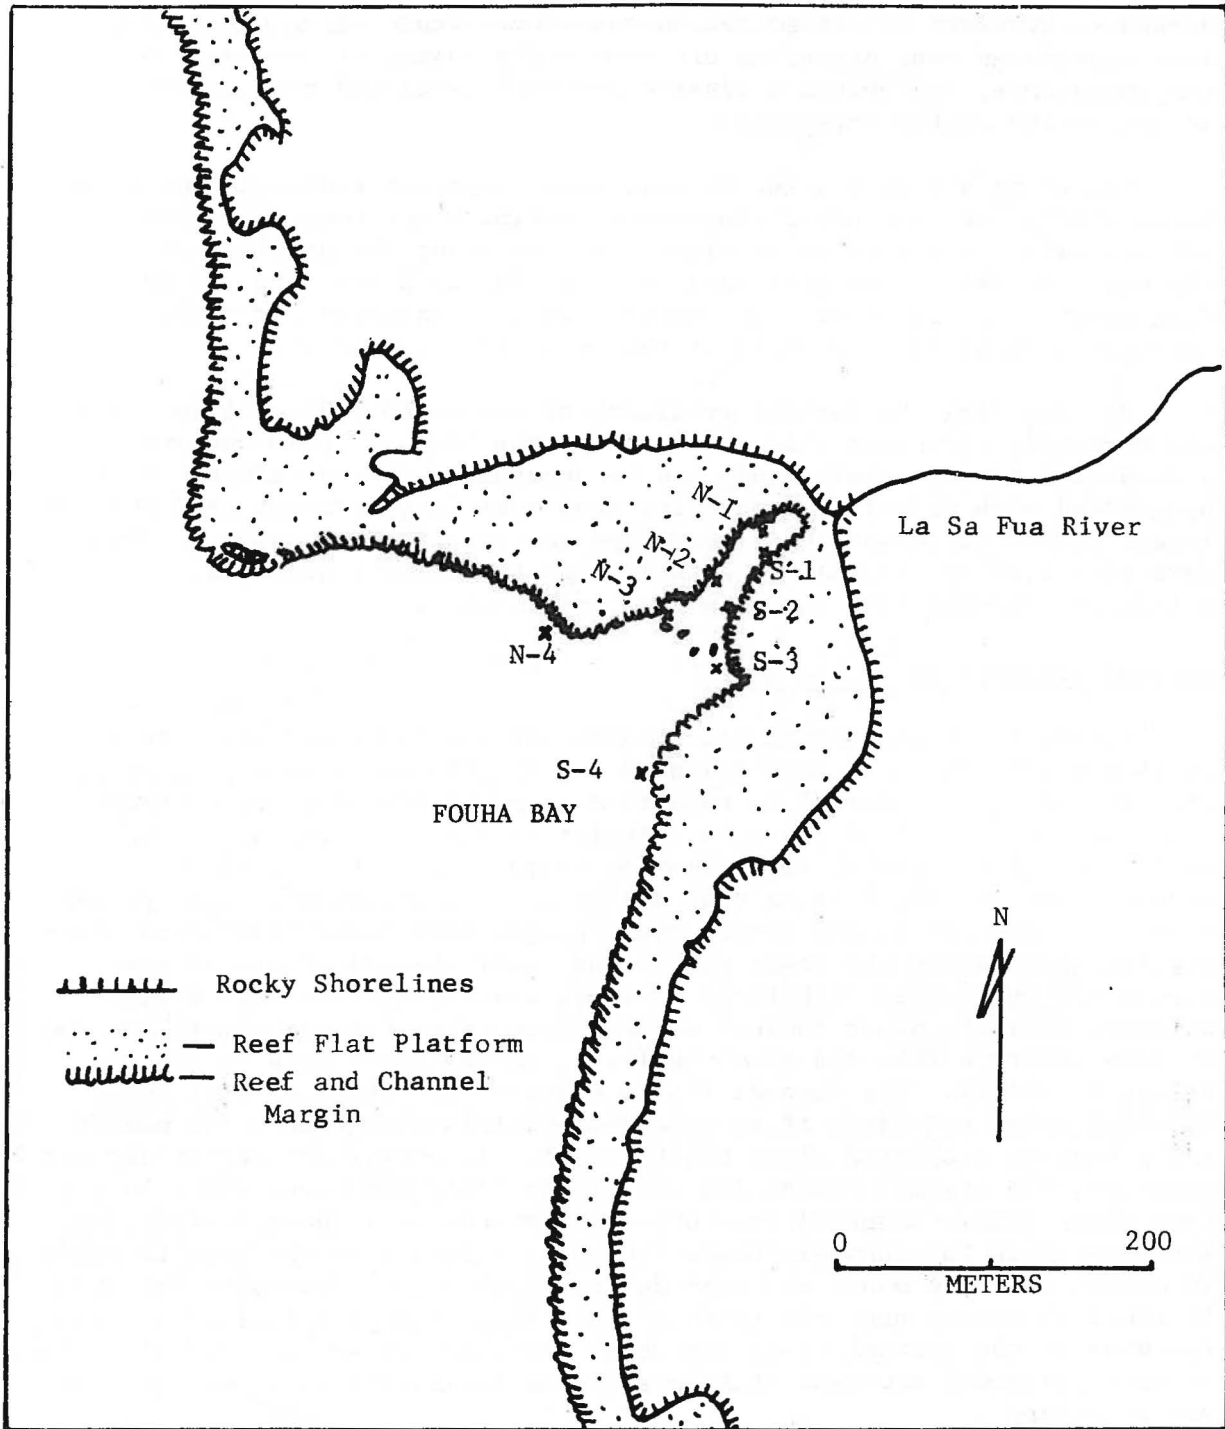 N-1
La Sa Fua River
N-2
N-3
S-1
S-2
N-4
S-3
S-4
FOUHA BAY
N
Rocky Shorelines
Reef Flat Platform
Reef and Channel
Margin
0 200
METERS